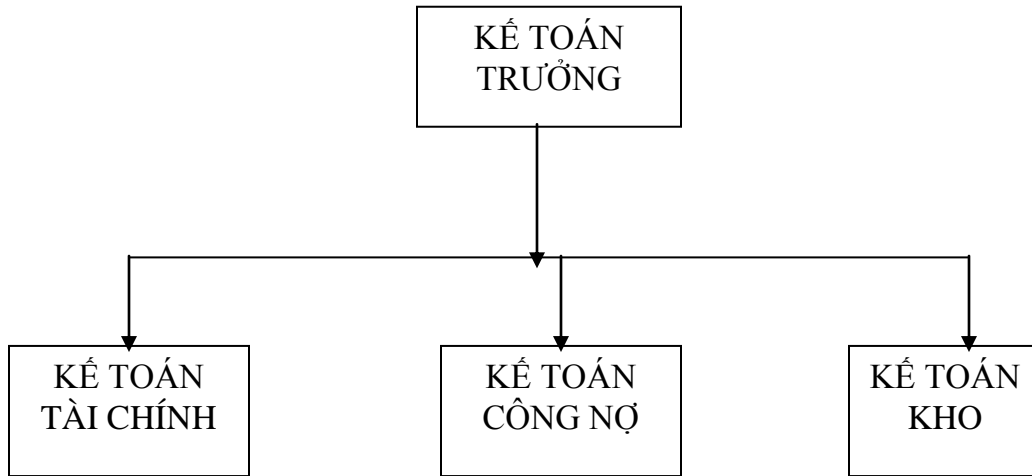 KẾ TOÁN
TRƯỞNG
KẾ TOÁN
TÀI CHÍNH
KẾ TOÁN
CÔNG NỢ
KẾ TOÁN
KHO